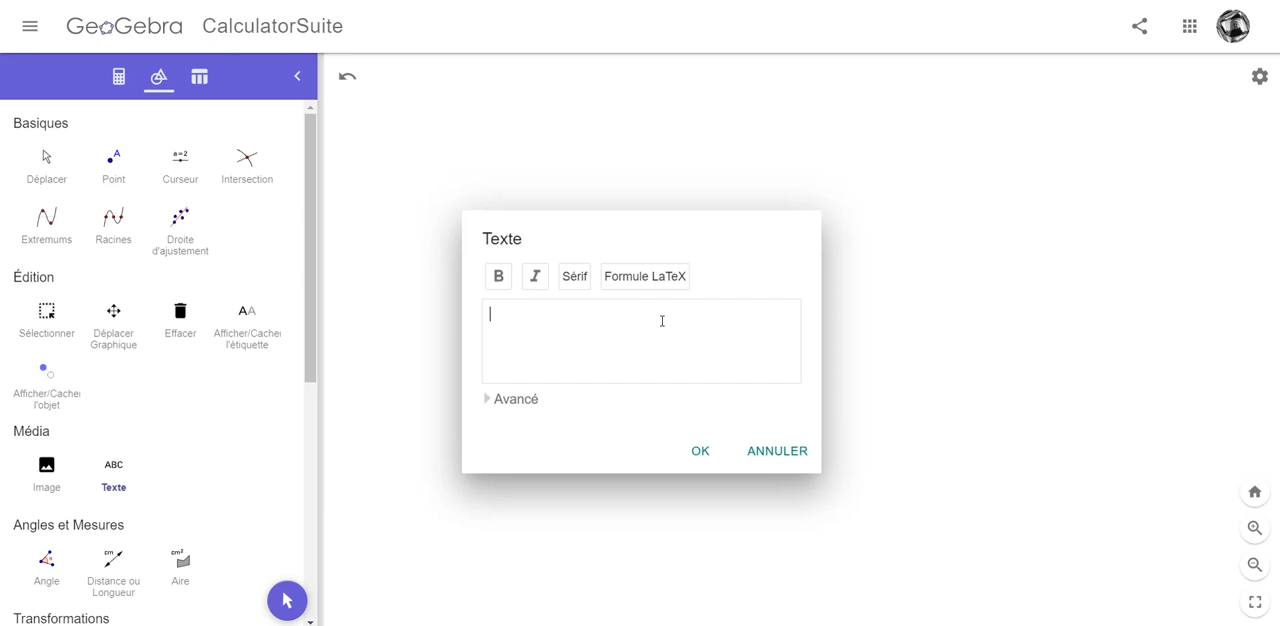 GeoGebra CalculatorSuite
Basiques
a=2
A
Déplacer Point Curseur Intersection
Extremums Racines Droite
d'ajustement
Édition
AA
Sélectionner Déplacer Effacer Afficher/Cacher
Graphique l'étiquette
Afficher/Cacher
l'objet
Média
ABC
Image Texte
Angles et Mesures
cm cm²
Angle Distance ou Aire
Longueur
Transformations
Texte
B I Sérif Formule LaTeX
Avancé
OK ANNULER